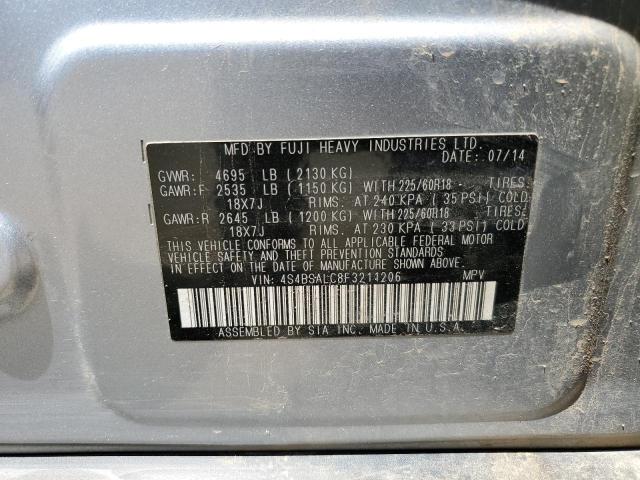 MFD BY FUJI HEAVY INDUSTRIES LTD.
DATE: 07/14
GVWR: 4695 LB (2130 KG)
GAWR:F 2535 LB (1150 KG) WITH 225/60R18 - TIRES
18X7J RIMS. AT 240 KPA (35 PSI) COLD
GAWR:R 2645 LB (1200 KG) WITH 225/60R18 - TIRES
18X7J RIMS. AT 230 KPA (33 PSI) COLD
THIS VEHICLE CONFORMS TO ALL APPLICABLE FEDERAL MOTOR
VEHICLE SAFETY AND THEFT PREVENTION STANDARDS
IN EFFECT ON THE DATE OF MANUFACTURE SHOWN ABOVE.
VIN: 4S4BSALC8F3211206 MPV
ASSEMBLED BY SIA INC. MADE IN U.S.A.